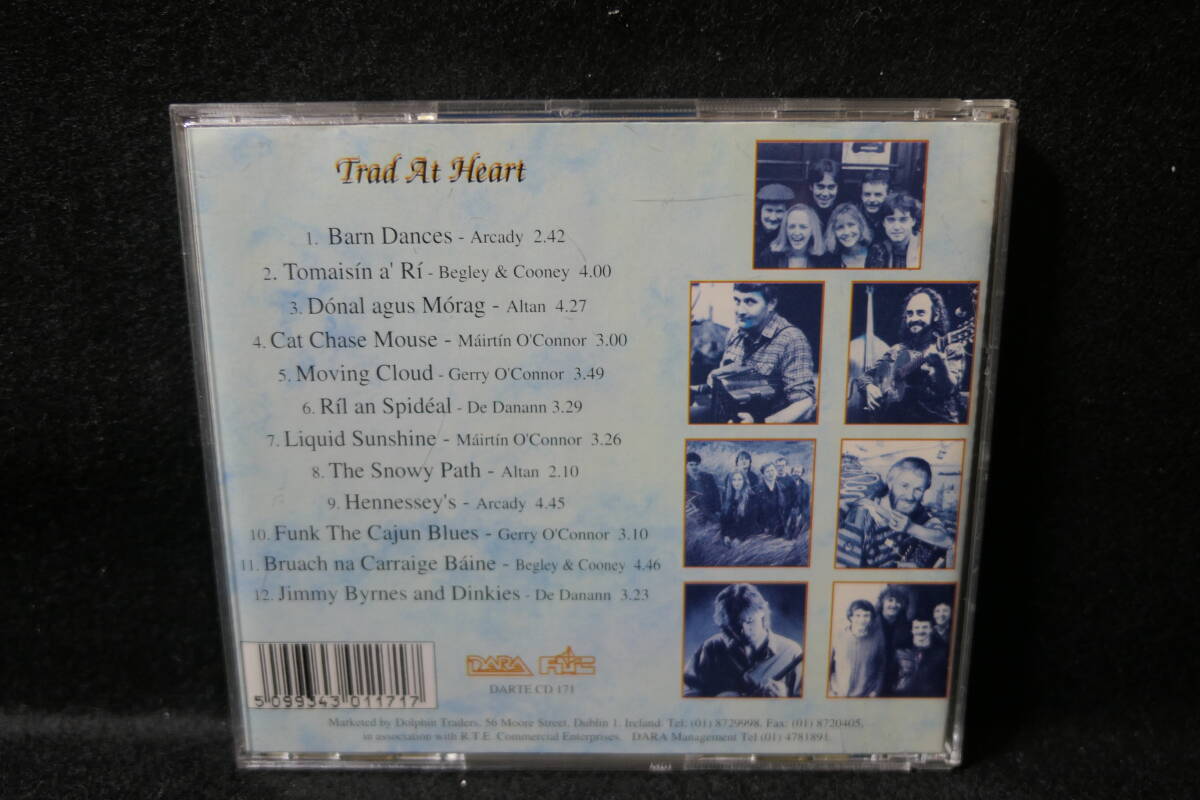 Trad At Heart
1. Barn Dances - Arcady 2.42
2. Tomaisín a' Rí - Begley & Cooney 4.00
3. Dónal agus Mórag - Altan 4.27
4. Cat Chase Mouse - Máirtín O'Connor 3.00
5. Moving Cloud - Gerry O'Connor 3.49
6. Ríl an Spidéal - De Danann 3.29
7. Liquid Sunshine - Máirtín O'Connor 3.26
8. The Snowy Path - Altan 2.10
9. Hennessey's - Arcady 4.45
10. Funk The Cajun Blues - Gerry O'Connor 3.10
11. Bruach na Carraige Báine - Begley & Cooney 4.46
12. Jimmy Byrnes and Dinkies - De Danann 3.23
DARA
DARTE CD 171
5 099343 011717
Marketed by Dolphin Traders, 56 Moore Street, Dublin 1, Ireland. Tel: (01) 8729998. Fax: (01) 8720405,
in association with R.T.E. Commercial Enterprises. DARA Management Tel (01) 4781891.